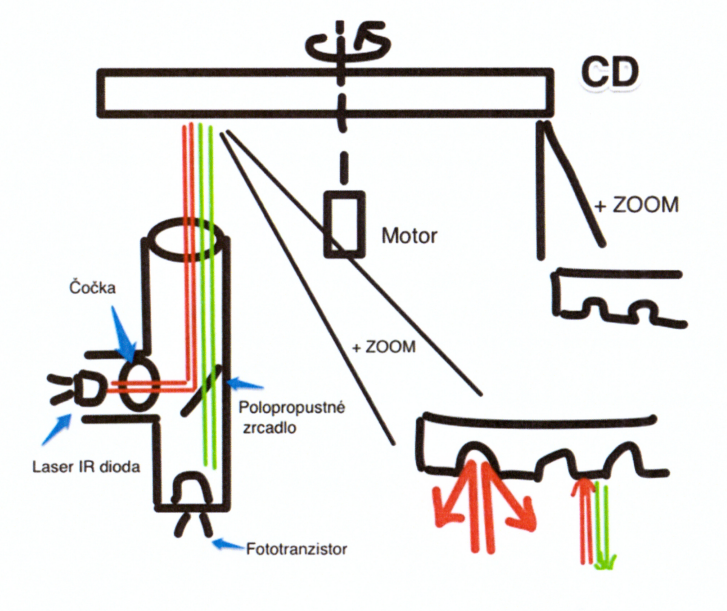 CD
+ ZOOM
Motor
Čočka
+ ZOOM
Polopropustné
zrcadlo
Laser IR dioda
Fototranzistor